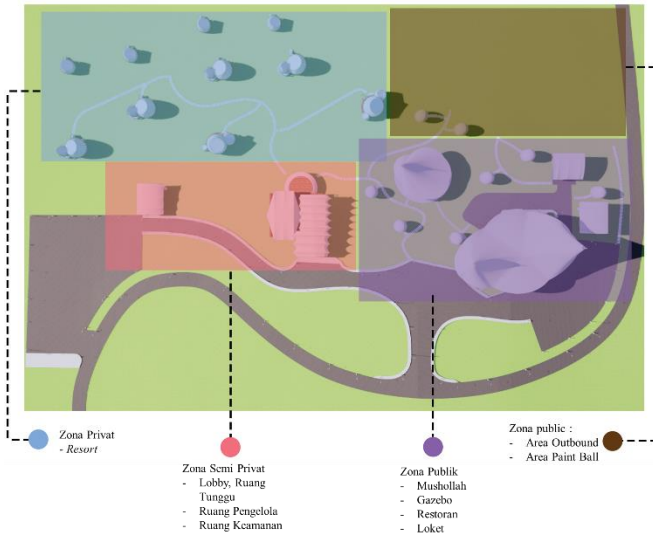 Zona Privat
- Resort
Zona Semi Privat
- Lobby, Ruang
Tunggu
- Ruang Pengelola
- Ruang Keamanan
Zona Publik
- Mushollah
- Gazebo
- Restoran
- Loket
Zona public :
- Area Outbound
- Area Paint Ball